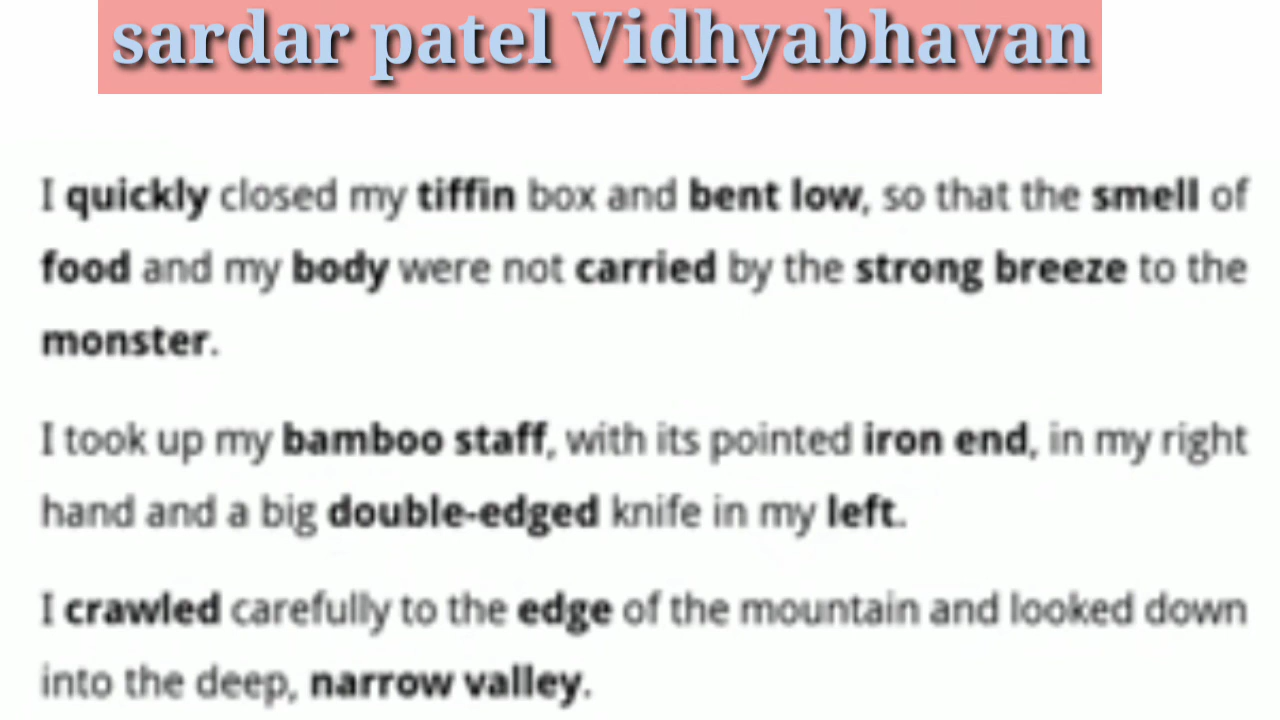 sardar patel Vidhyabhavan
I quickly closed my tiffin box and bent low, so that the smell of
food and my body were not carried by the strong breeze to the
monster.
I took up my bamboo staff, with its pointed iron end, in my right
hand and a big double-edged knife in my left.
I crawled carefully to the edge of the mountain and looked down
into the deep, narrow valley.